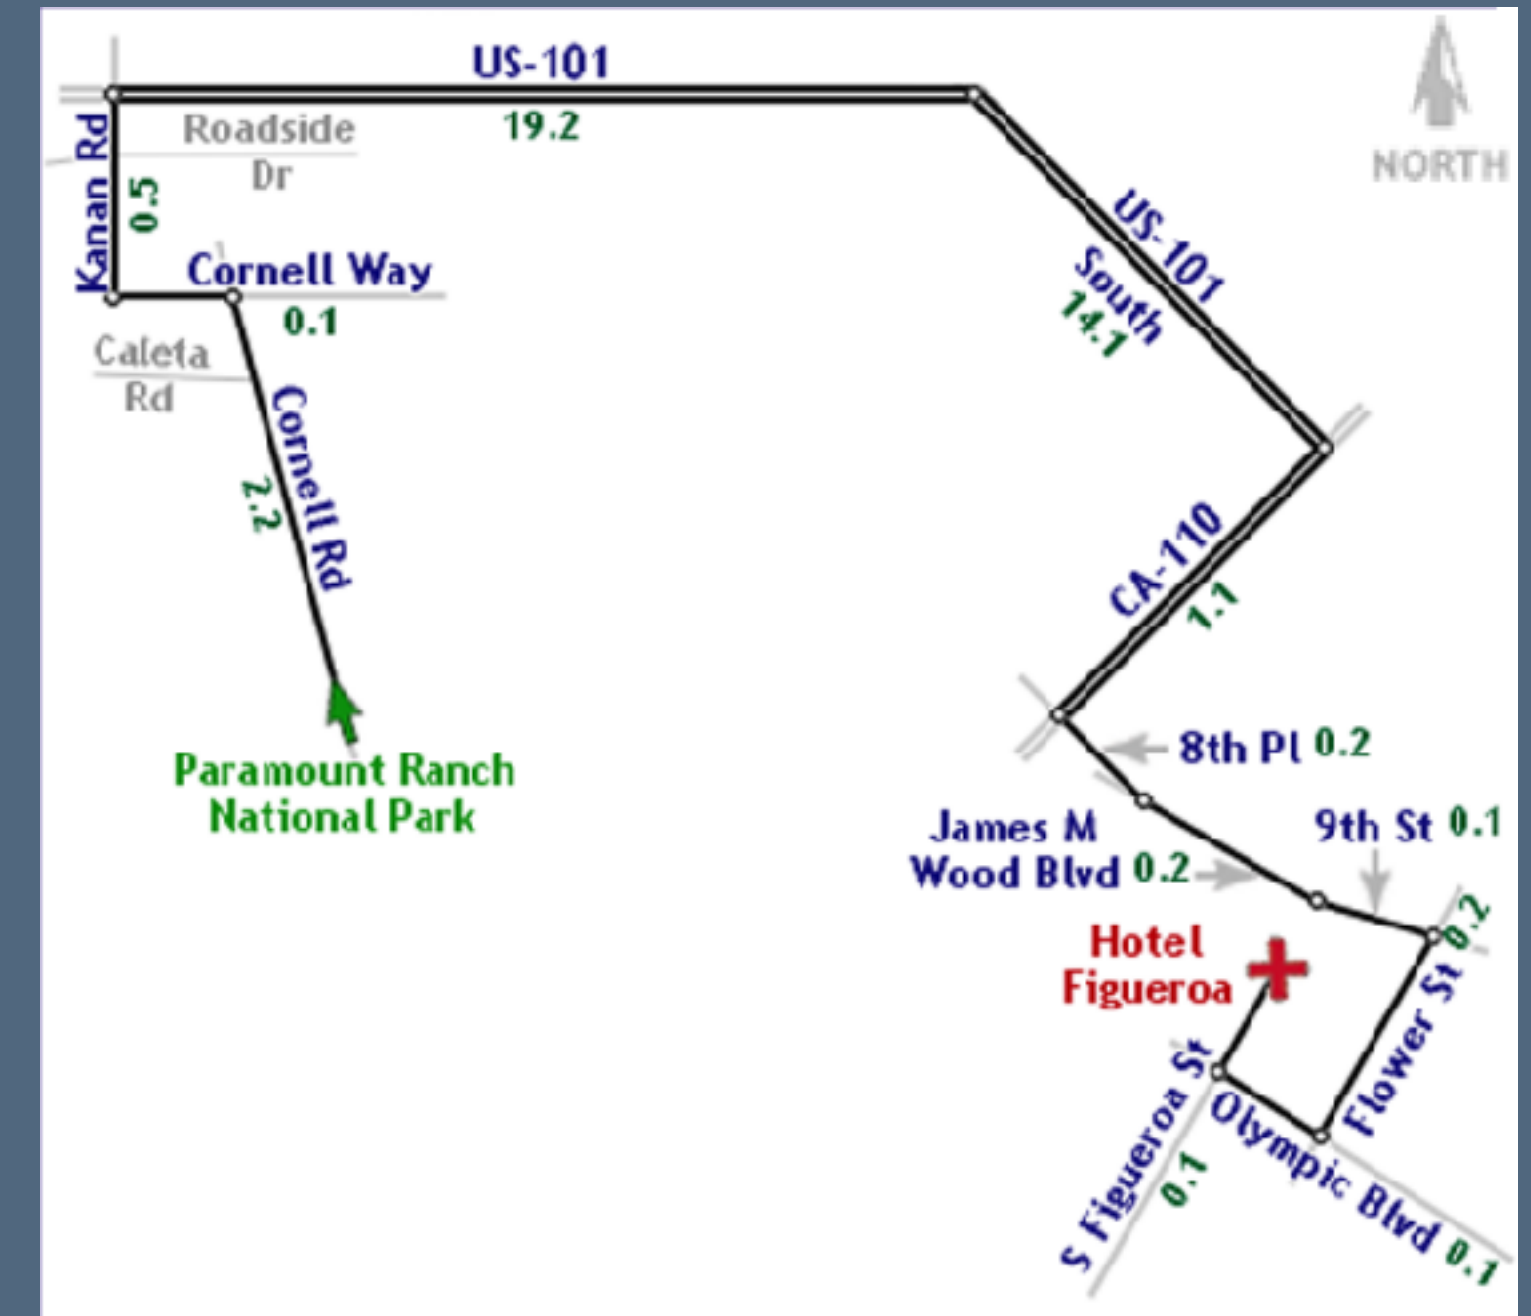 US-101
19.2
NORTH
Kanan Rd
0.5
Roadside
Dr
US-101
South
14.1
Cornell Way
0.1
Caleta
Rd
Cornell Rd
2.2
CA-110
1.1
Paramount Ranch
National Park
8th Pl 0.2
James M
Wood Blvd 0.2
9th St 0.1
0.2
Flower St
Hotel
Figueroa
S Figueroa St
0.1
Olympic Blvd 0.1